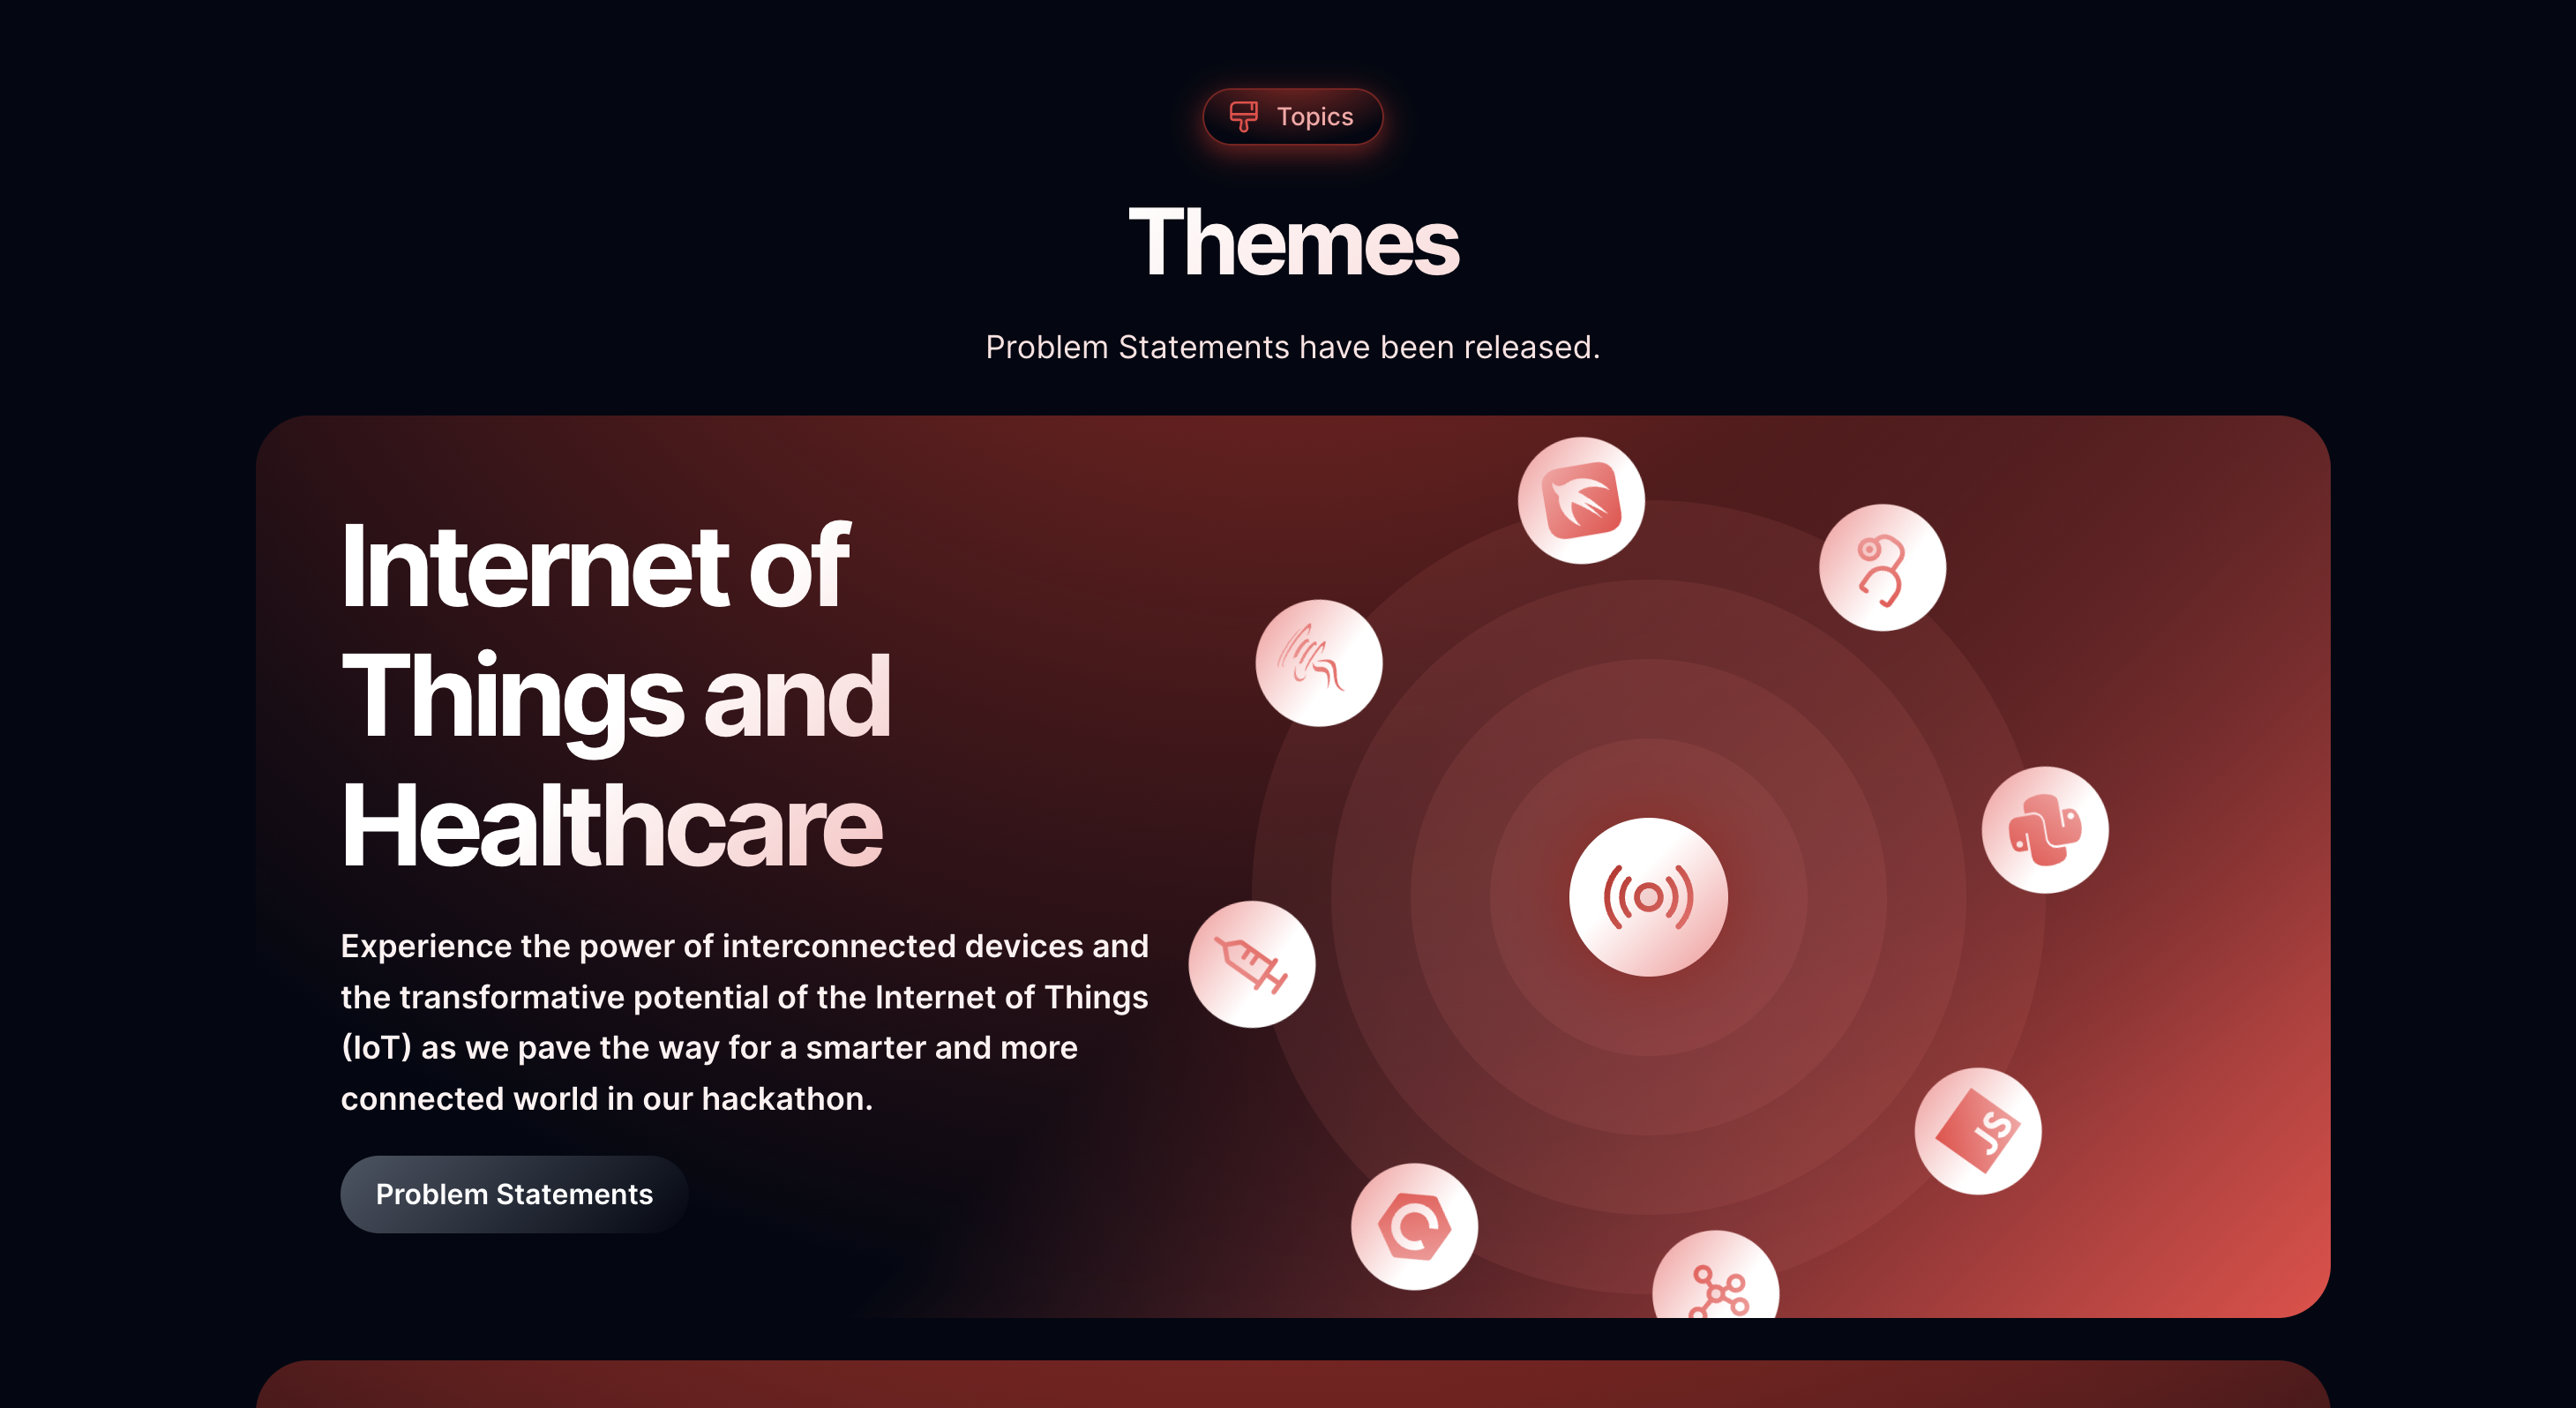 Topics
Themes
Problem Statements have been released.
Internet of
Things and
Healthcare
Experience the power of interconnected devices and
the transformative potential of the Internet of Things
(IoT) as we pave the way for a smarter and more
connected world in our hackathon.
Problem Statements
JS
C